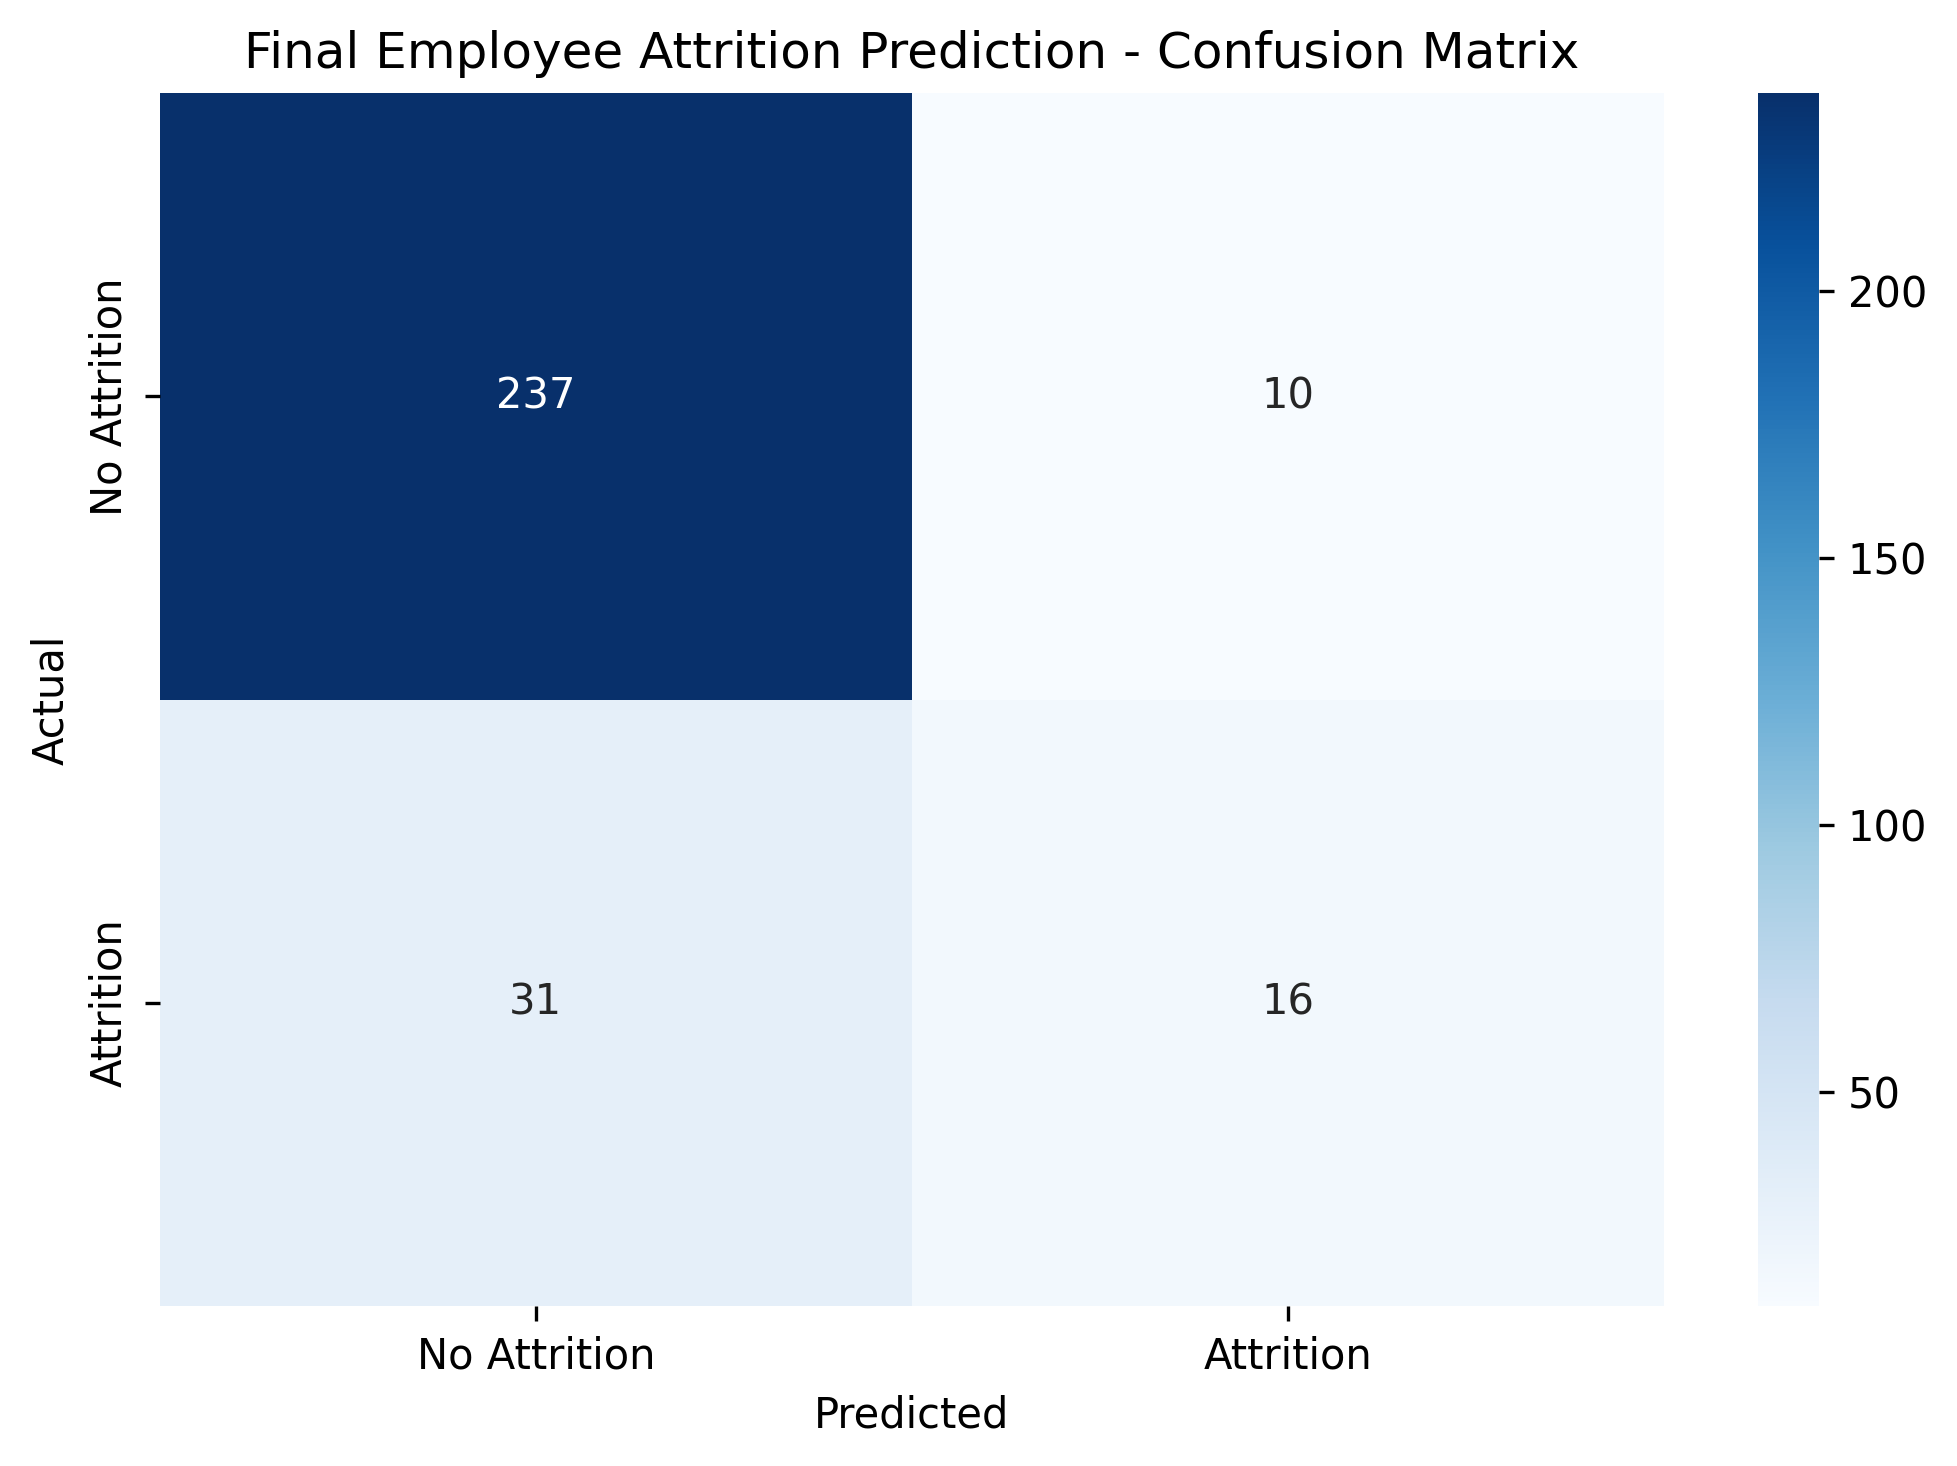 Final Employee Attrition Prediction - Confusion Matrix
No Attrition
237
10
Actual
Attrition
31
16
No Attrition
Attrition
Predicted
200
150
100
50